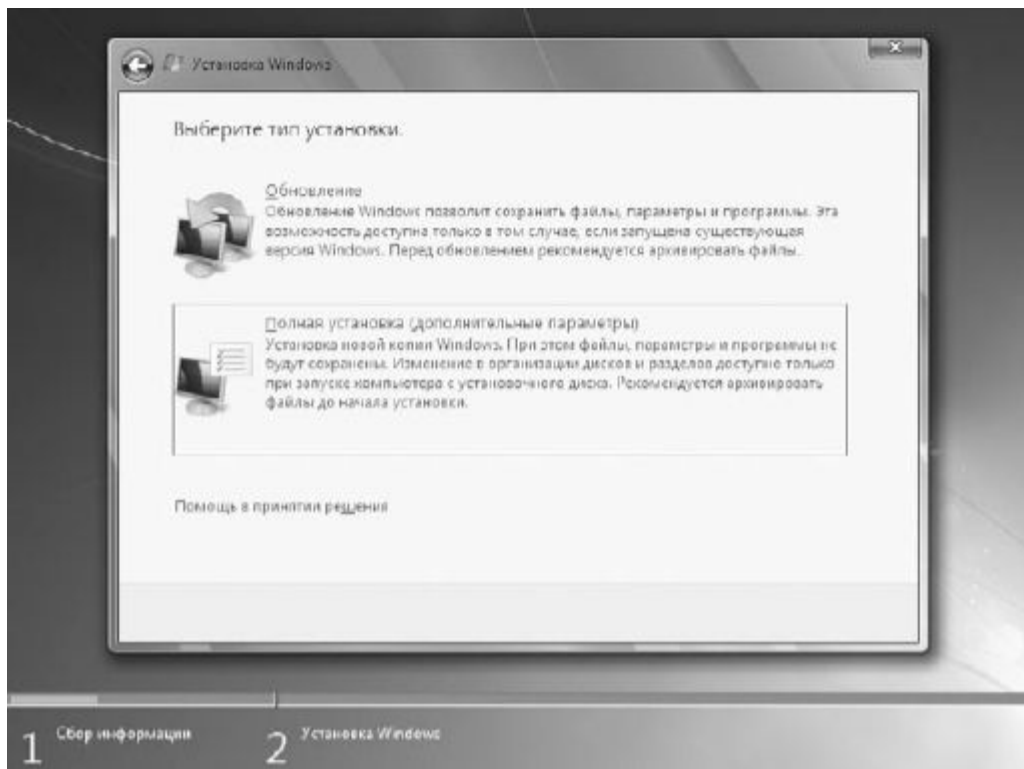 Установка Windows
Выберите тип установки.
Обновление
Обновление Windows позволит сохранить файлы, параметры и программы. Эта
возможность доступна только в том случае, если запущена существующая
версия Windows. Перед обновлением рекомендуется архивировать файлы.
Полная установка (дополнительные параметры)
Установка новой копии Windows. При этом файлы, параметры и программы не
будут сохранены. Изменение в организации дисков и разделов доступно только
при запуске компьютера с установочного диска. Рекомендуется архивировать
файлы до начала установки.
Помощь в принятии решения
1 Сбор информации
2 Установка Windows